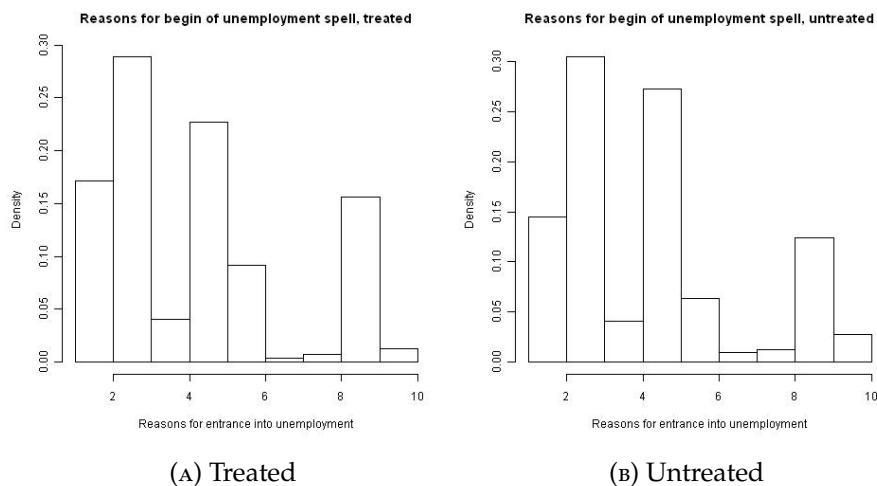 Reasons for begin of unemployment spell, treated
0.30
0.25
0.20
0.15
0.10
0.05
0.00
Density
2 4 6 8 10
Reasons for entrance into unemployment
(A) Treated
Reasons for begin of unemployment spell, untreated
0.30
0.25
0.20
0.15
0.10
0.05
0.00
Density
2 4 6 8 10
Reasons for entrance into unemployment
(B) Untreated